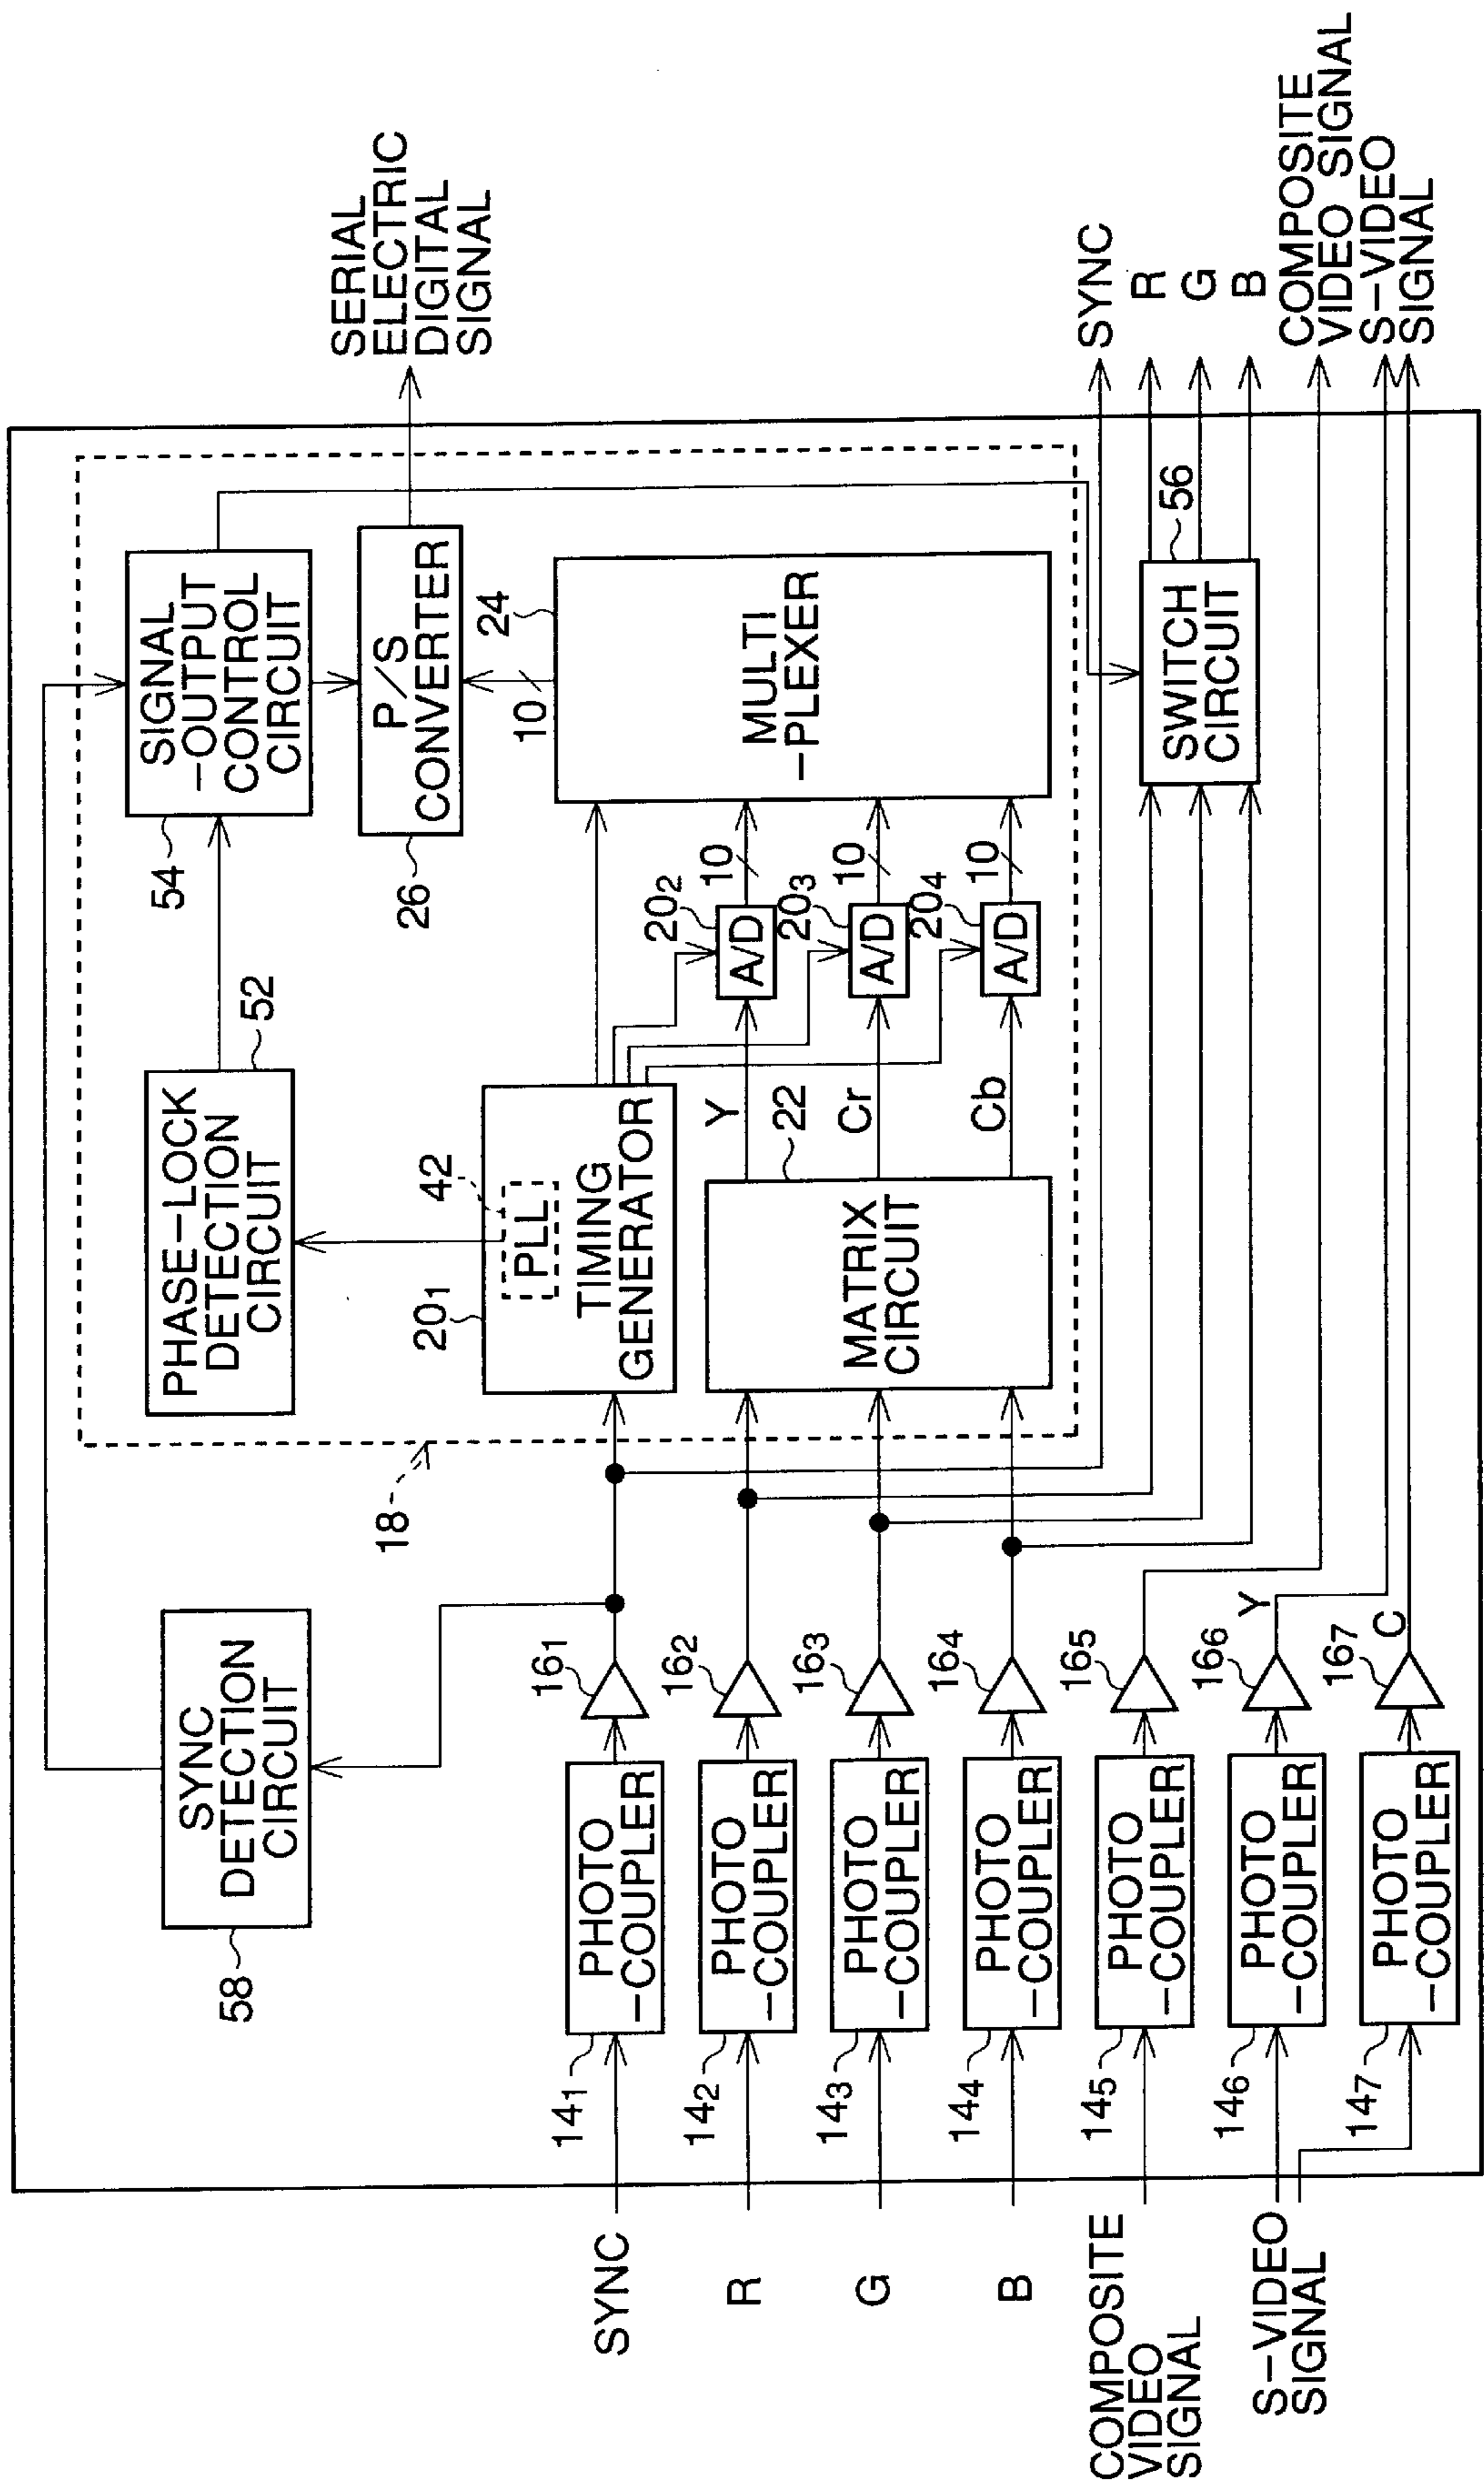 SYNC
R
G
B
COMPOSITE
VIDEO
SIGNAL
S-VIDEO
SIGNAL
58
SYNC
DETECTION
CIRCUIT
14₁
PHOTO
-COUPLER
16₁
14₂
PHOTO
-COUPLER
16₂
14₃
PHOTO
-COUPLER
16₃
14₄
PHOTO
-COUPLER
16₄
14₅
PHOTO
-COUPLER
16₅
14₆
PHOTO
-COUPLER
16₆
Y
14₇
PHOTO
-COUPLER
16₇
C
18
PHASE-LOCK
DETECTION
CIRCUIT
52
20₁
42
PLL
TIMING
GENERATOR
MATRIX
CIRCUIT
22
Y
Cr
Cb
20₂
A/D
10
20₃
A/D
10
20₄
A/D
10
54
SIGNAL
-OUTPUT
CONTROL
CIRCUIT
26
P/S
CONVERTER
10
24
MULTI
-PLEXER
SWITCH
CIRCUIT
56
SERIAL
ELECTRIC
DIGITAL
SIGNAL
SYNC
R
G
B
COMPOSITE
VIDEO SIGNAL
S-VIDEO
SIGNAL